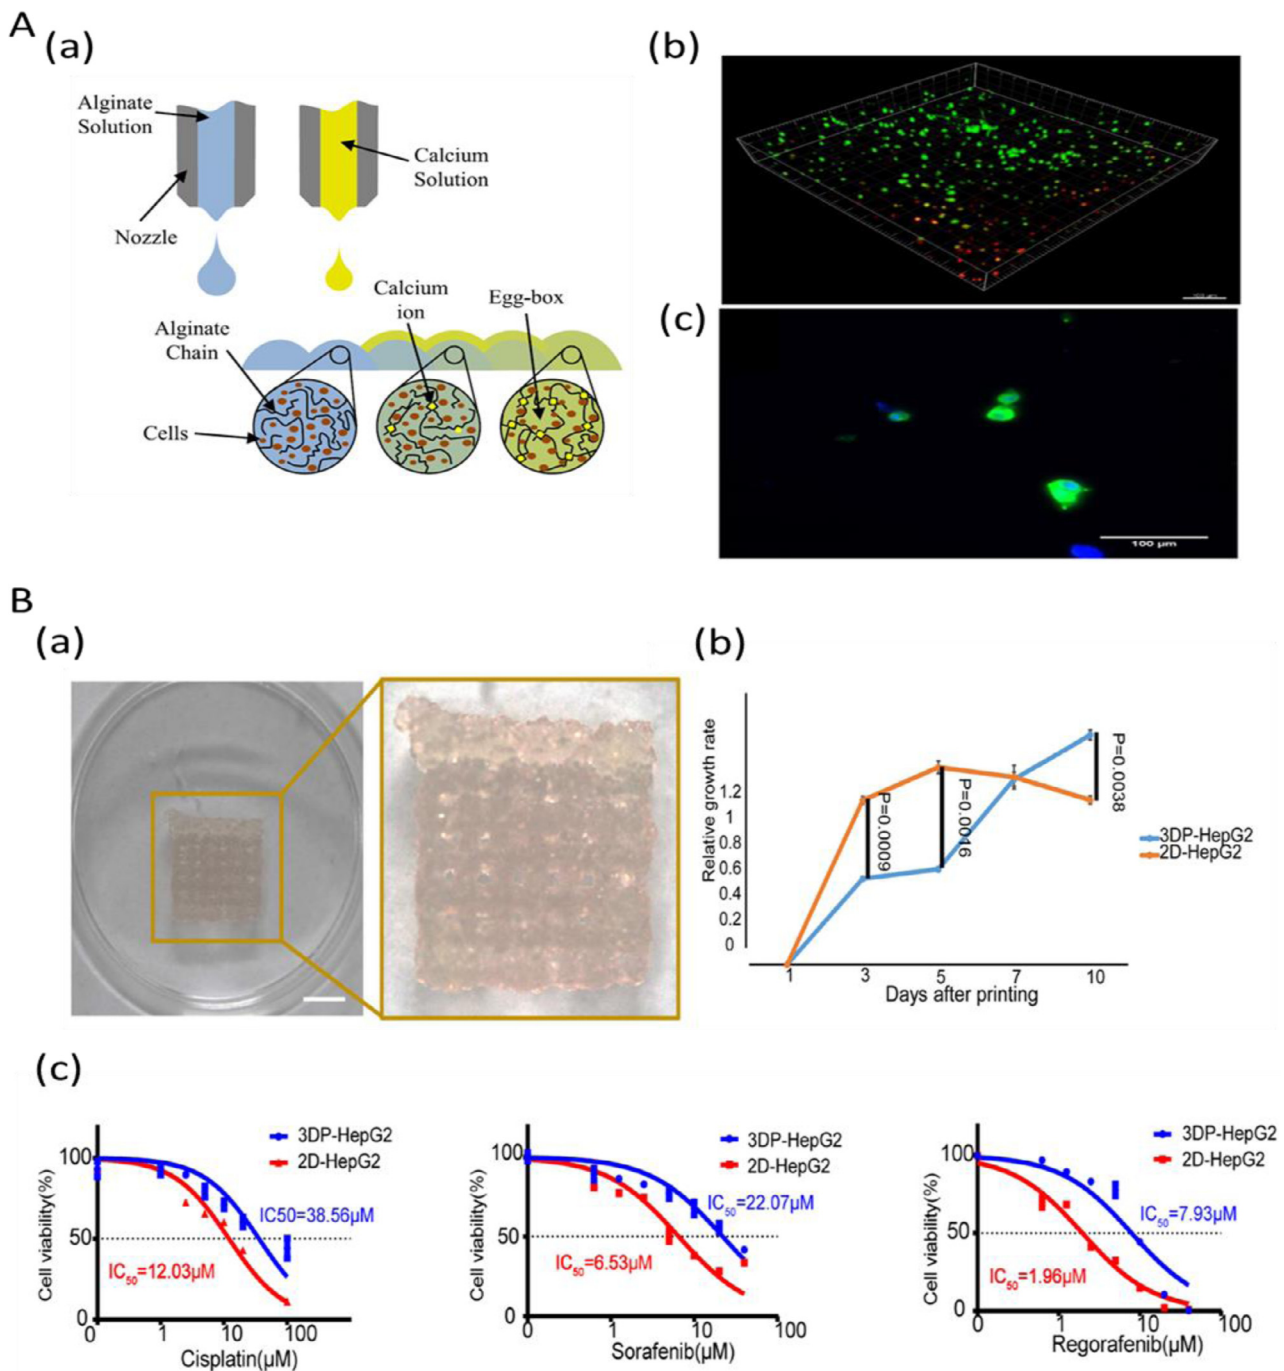 A
(a)
Alginate
Solution
Calcium
Solution
Nozzle
Calcium
ion
Egg-box
Alginate
Chain
Cells
(b)
(c)
100 μm
B
(a)
(b)
Relative growth rate
1.2
1
0.8
0.6
0.4
0.2
0
P=0.0009
P=0.0016
P=0.0038
3DP-HepG2
2D-HepG2
1 3 5 7 10
Days after printing
(c)
3DP-HepG2
2D-HepG2
Cell viability(%)
100
50
0
IC50=38.56μM
IC50=12.03μM
0 1 10 100
Cisplatin(μM)
3DP-HepG2
2D-HepG2
Cell viability(%)
100
50
0
IC50=22.07μM
IC50=6.53μM
0 1 10 100
Sorafenib(μM)
3DP-HepG2
2D-HepG2
Cell viability(%)
100
50
0
IC50=7.93μM
IC50=1.96μM
0 1 10 100
Regorafenib(μM)